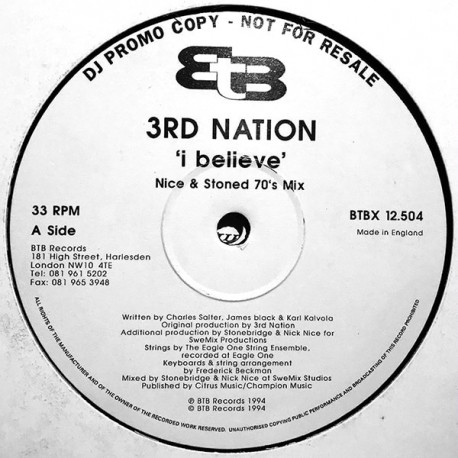 DJ PROMO COPY - NOT FOR RESALE
BtB
3RD NATION
'i believe'
Nice & Stoned 70's Mix
33 RPM
A Side
BTBX 12.504
Made in England
BTB Records
181 High Street, Harlesden
London NW10 4TE
Tel: 081 961 5202
Fax: 081 965 3948
Written by Charles Salter, James black & Karl Kalvola
Original production by 3rd Nation
Additional production by Stonebridge & Nick Nice for
SweMix Productions
Strings by The Eagle One String Ensemble,
recorded at Eagle One
Keyboards & string arrangement
by Frederick Beckman
Mixed by Stonebridge & Nick Nice at SweMix Studios
Published by Citrus Music/Champion Music
℗ BTB Records 1994
© BTB Records 1994
ALL RIGHTS OF THE MANUFACTURER AND OF THE OWNER OF THE RECORDED WORK RESERVED. UNAUTHORISED COPYING PUBLIC PERFORMANCE AND BROADCASTING OF THIS RECORD PROHIBITED.